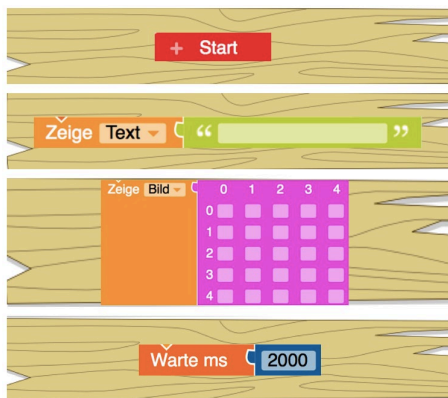 + Start
Zeige Text “ ”
Zeige Bild 0 1 2 3 4
0
1
2
3
4
Warte ms 2000